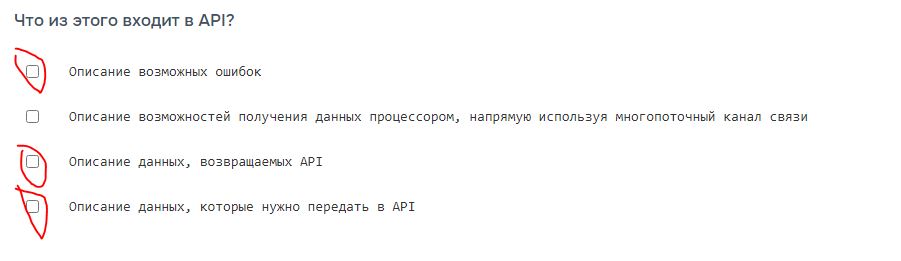 Что из этого входит в API?
Описание возможных ошибок
Описание возможностей получения данных процессором, напрямую используя многопоточный канал связи
Описание данных, возвращаемых API
Описание данных, которые нужно передать в API